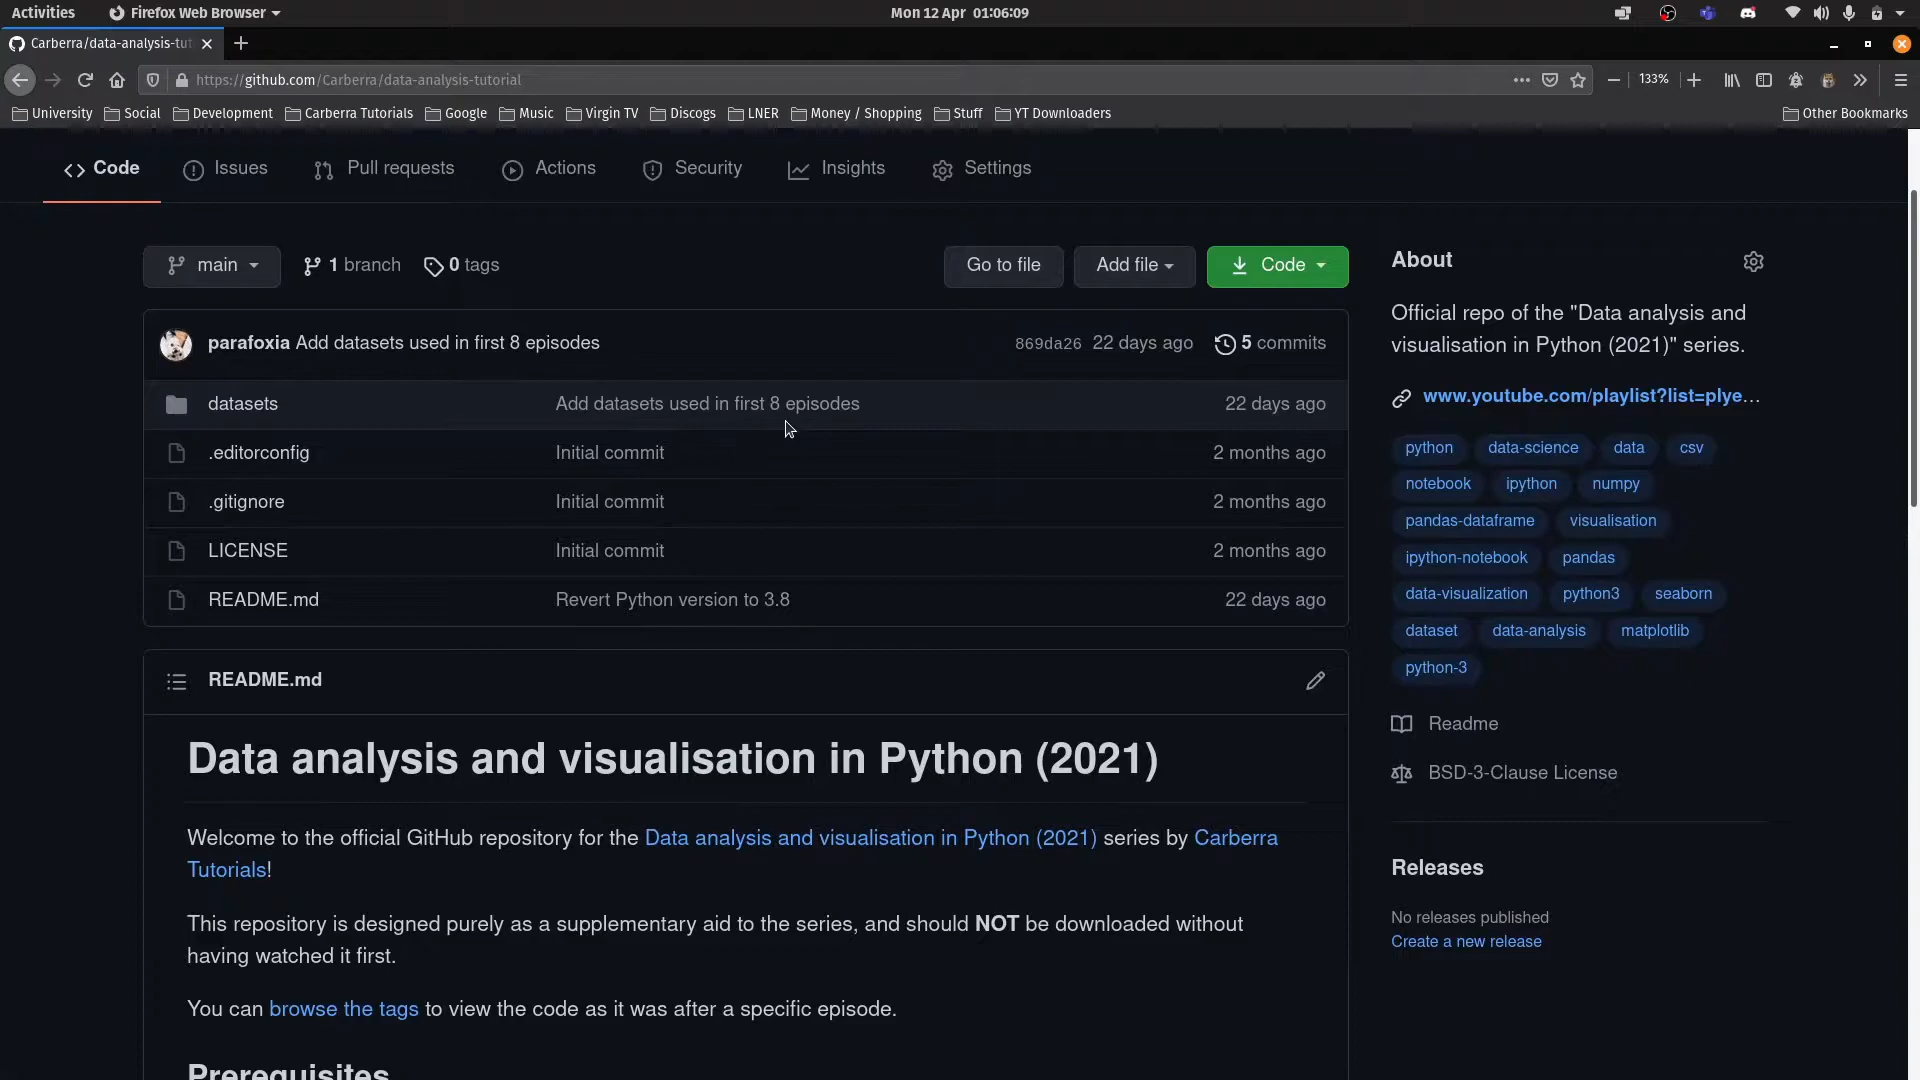 Activities
Firefox Web Browser
Mon 12 Apr 01:06:09
Carberra/data-analysis-tut
https://github.com/Carberra/data-analysis-tutorial
133%
University
Social
Development
Carberra Tutorials
Google
Music
Virgin TV
Discogs
LNER
Money / Shopping
Stuff
YT Downloaders
Other Bookmarks
Code
Issues
Pull requests
Actions
Security
Insights
Settings
main
1 branch
0 tags
Go to file
Add file
Code
parafoxia Add datasets used in first 8 episodes
869da26 22 days ago
5 commits
datasets
Add datasets used in first 8 episodes
22 days ago
.editorconfig
Initial commit
2 months ago
.gitignore
Initial commit
2 months ago
LICENSE
Initial commit
2 months ago
README.md
Revert Python version to 3.8
22 days ago
README.md
Data analysis and visualisation in Python (2021)
Welcome to the official GitHub repository for the Data analysis and visualisation in Python (2021) series by Carberra
Tutorials!
This repository is designed purely as a supplementary aid to the series, and should NOT be downloaded without
having watched it first.
You can browse the tags to view the code as it was after a specific episode.
Prerequisites
About
Official repo of the "Data analysis and
visualisation in Python (2021)" series.
www.youtube.com/playlist?list=plye...
python data-science data csv
notebook ipython numpy
pandas-dataframe visualisation
ipython-notebook pandas
data-visualization python3 seaborn
dataset data-analysis matplotlib
python-3
Readme
BSD-3-Clause License
Releases
No releases published
Create a new release